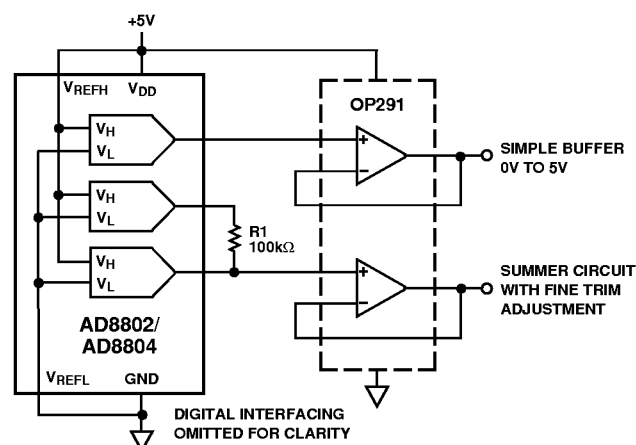 +5V
VREFH VDD
OP291
VH
VL
+
−
SIMPLE BUFFER
0V TO 5V
VH
VL
R1
100kΩ
VH
VL
+
−
SUMMER CIRCUIT
WITH FINE TRIM
ADJUSTMENT
AD8802/
AD8804
VREFL GND
DIGITAL INTERFACING
OMITTED FOR CLARITY